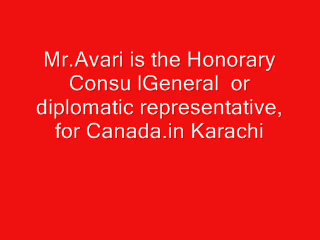 Mr.Avari is the Honorary
Consu lGeneral  or
diplomatic representative,
for Canada.in Karachi